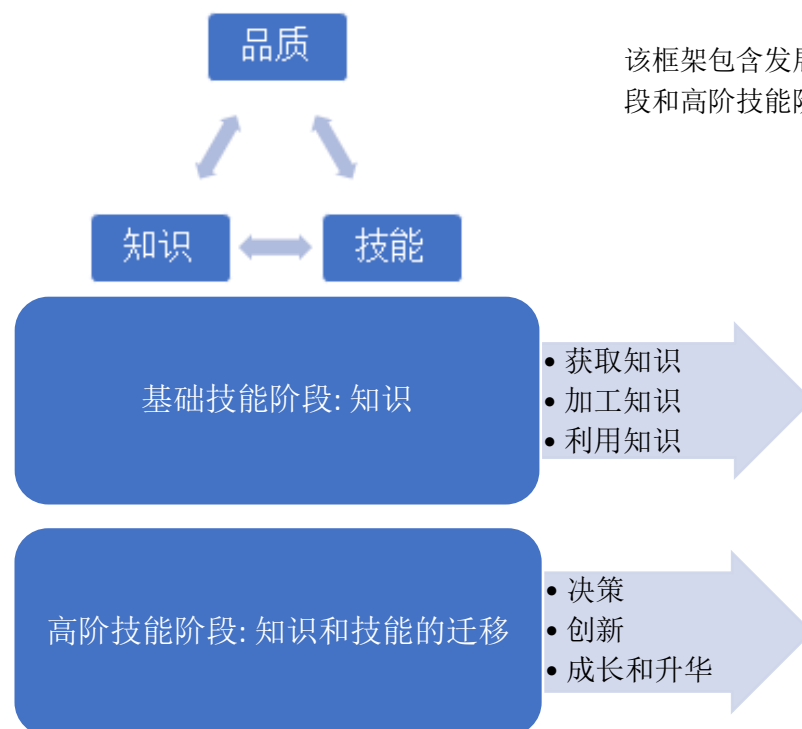 品质
该框架包含发
段和高阶技能
知识
技能
基础技能阶段: 知识
• 获取知识
• 加工知识
• 利用知识
高阶技能阶段: 知识和技能的迁移
• 决策
• 创新
• 成长和升华